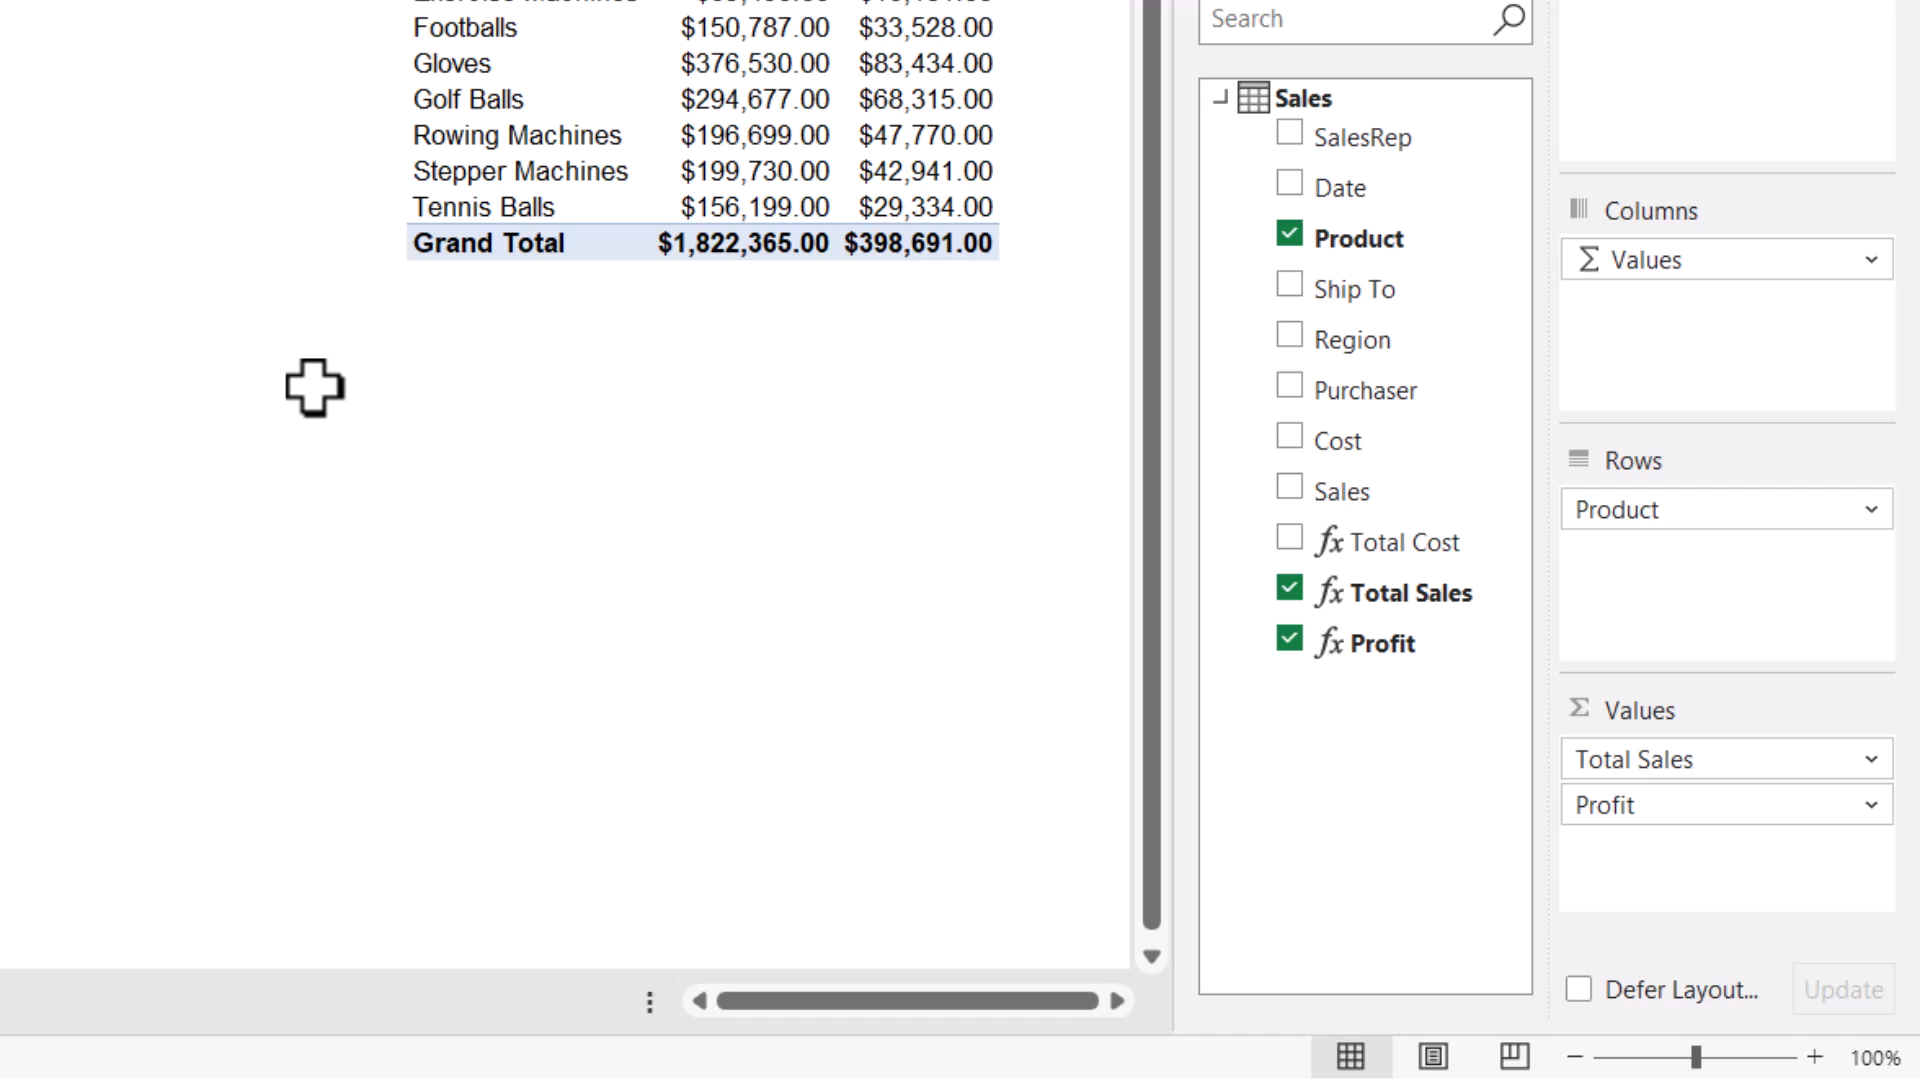 Footballs $150,787.00 $33,528.00
Gloves $376,530.00 $83,434.00
Golf Balls $294,677.00 $68,315.00
Rowing Machines $196,699.00 $47,770.00
Stepper Machines $199,730.00 $42,941.00
Tennis Balls $156,199.00 $29,334.00
Grand Total $1,822,365.00 $398,691.00
Search
Sales
SalesRep
Date
Product
Ship To
Region
Purchaser
Cost
Sales
fx Total Cost
fx Total Sales
fx Profit
Columns
Σ Values
Rows
Product
Σ Values
Total Sales
Profit
Defer Layout...
Update
100%